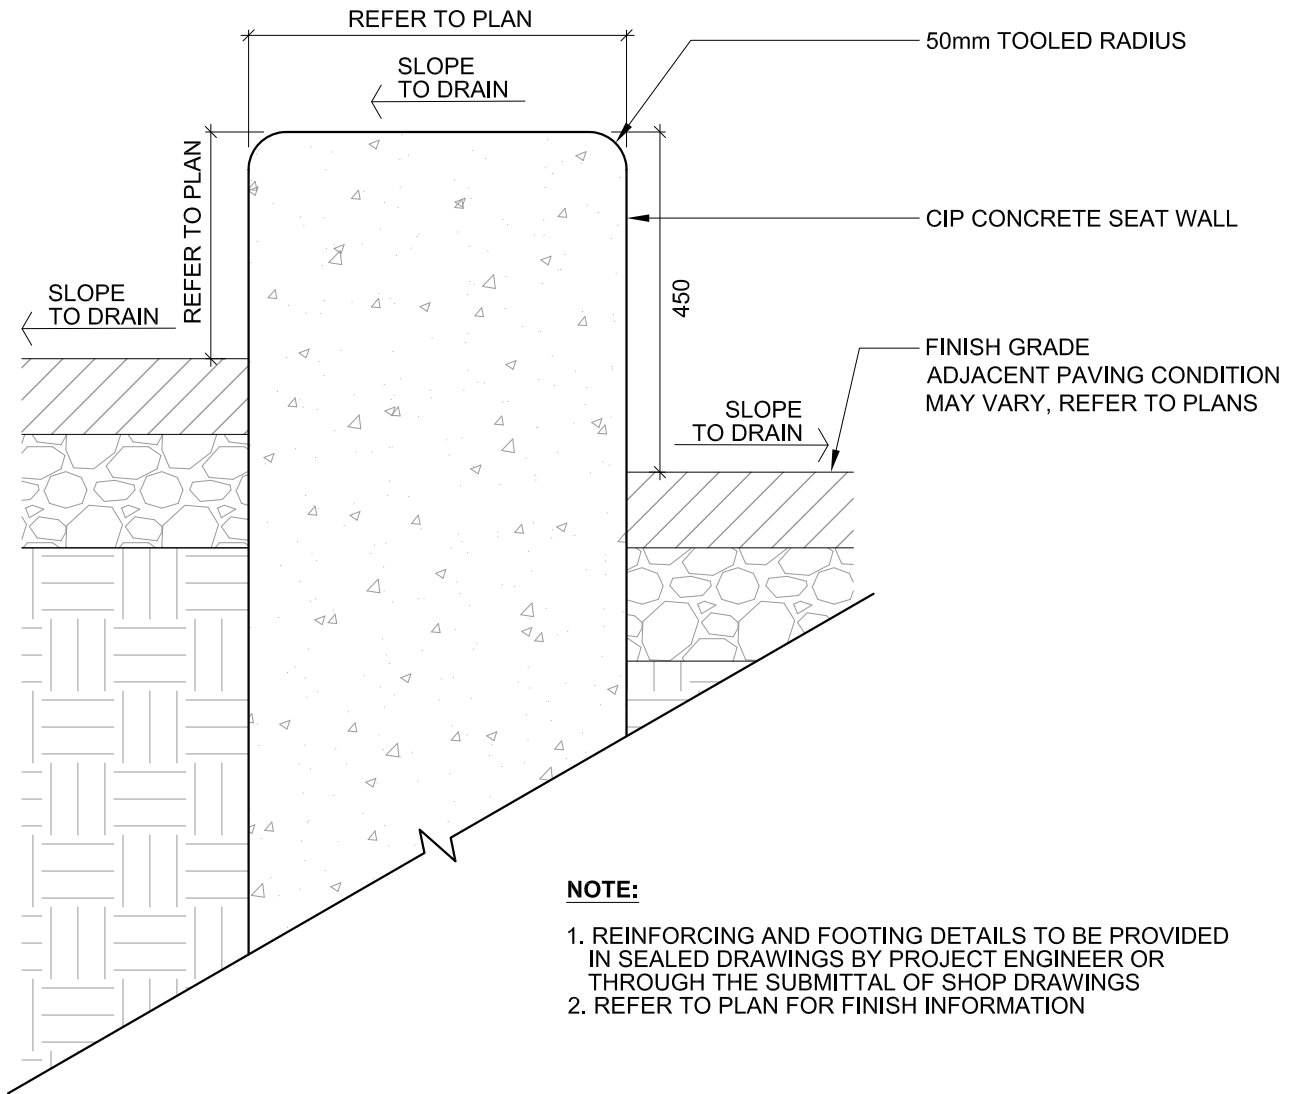 REFER TO PLAN
50mm TOOLED RADIUS
SLOPE
TO DRAIN
REFER TO PLAN
CIP CONCRETE SEAT WALL
450
SLOPE
TO DRAIN
FINISH GRADE
ADJACENT PAVING CONDITION
MAY VARY, REFER TO PLANS
SLOPE
TO DRAIN
NOTE:
1. REINFORCING AND FOOTING DETAILS TO BE PROVIDED
IN SEALED DRAWINGS BY PROJECT ENGINEER OR
THROUGH THE SUBMITTAL OF SHOP DRAWINGS
2. REFER TO PLAN FOR FINISH INFORMATION